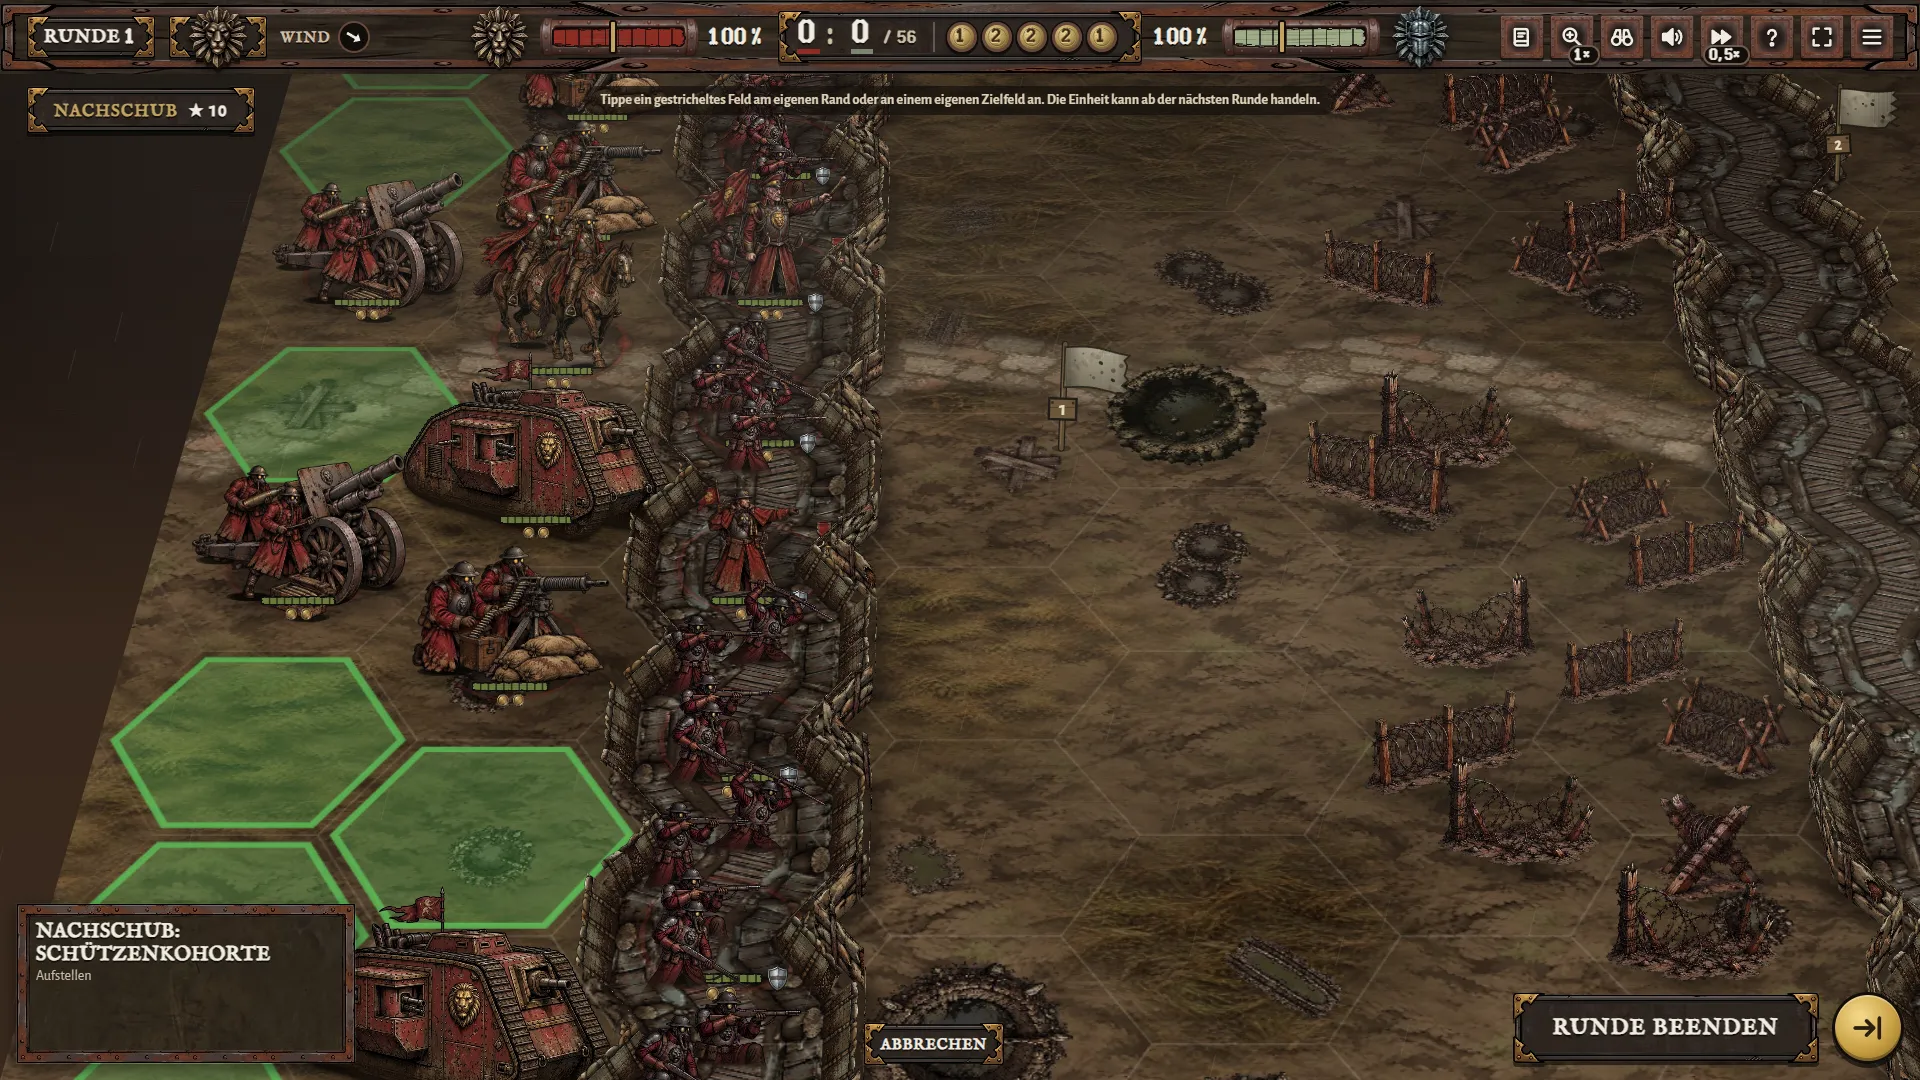 RUNDE 1
WIND
100 %
0 : 0 / 56
1 2 2 2 1
100 %
1×
0,5×
?
NACHSCHUB ★ 10
Tippe ein gestricheltes Feld am eigenen Rand oder an einem eigenen Zielfeld an. Die Einheit kann ab der nächsten Runde handeln.
2
1
NACHSCHUB:
SCHÜTZENKOHORTE
Aufstellen
ABBRECHEN
RUNDE BEENDEN